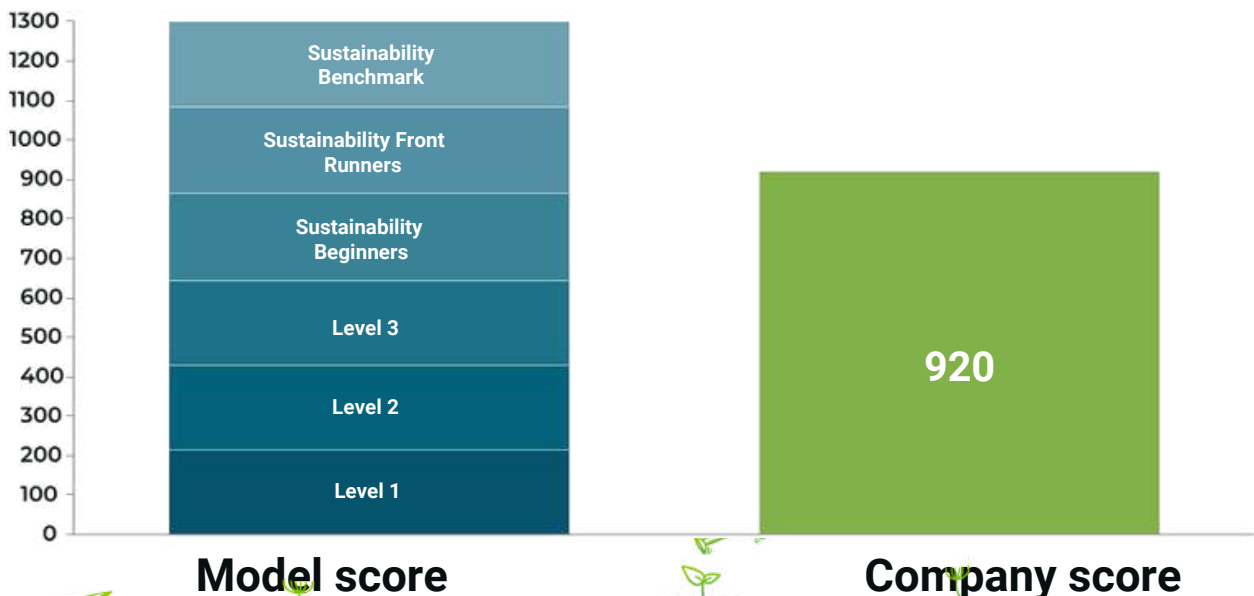 1300
1200
1100
1000
900
800
700
600
500
400
300
200
100
0
Sustainability
Benchmark
Sustainability Front
Runners
Sustainability
Beginners
Level 3
Level 2
Level 1
920
Model score
Company score